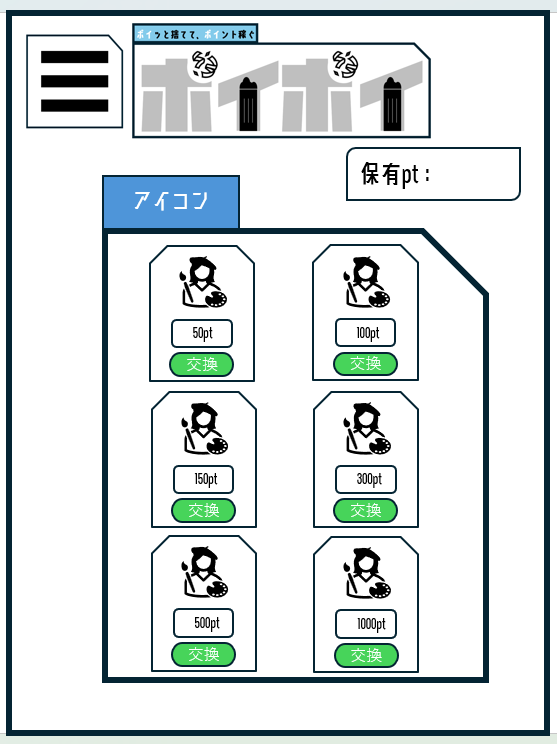 ポイっと捨てて、ポイント稼ぐ
ポイポイ
保有pt：
アイコン
50pt
100pt
交換
交換
150pt
300pt
交換
交換
500pt
1000pt
交換
交換